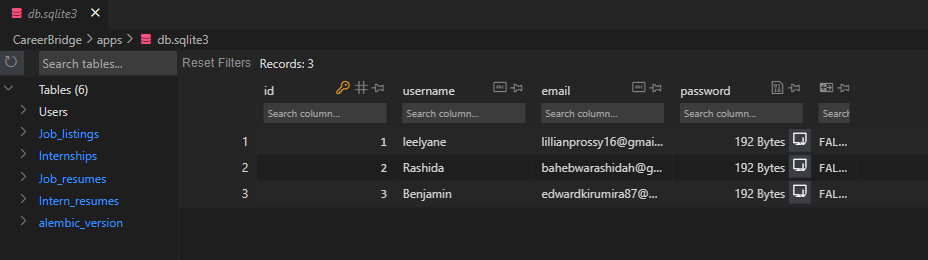 db.sqlite3
CareerBridge > apps > db.sqlite3
Search tables...
Reset Filters Records: 3
Tables (6)
Users
Job_listings
Internships
Job_resumes
Intern_resumes
alembic_version
id username email password
Search column... Search column... Search column... Search column... Searc
1 1 leelyane lillianprossy16@gmai... 192 Bytes FAL...
2 2 Rashida bahebwarashidah@g... 192 Bytes FAL...
3 3 Benjamin edwardkirumira87@... 192 Bytes FAL...